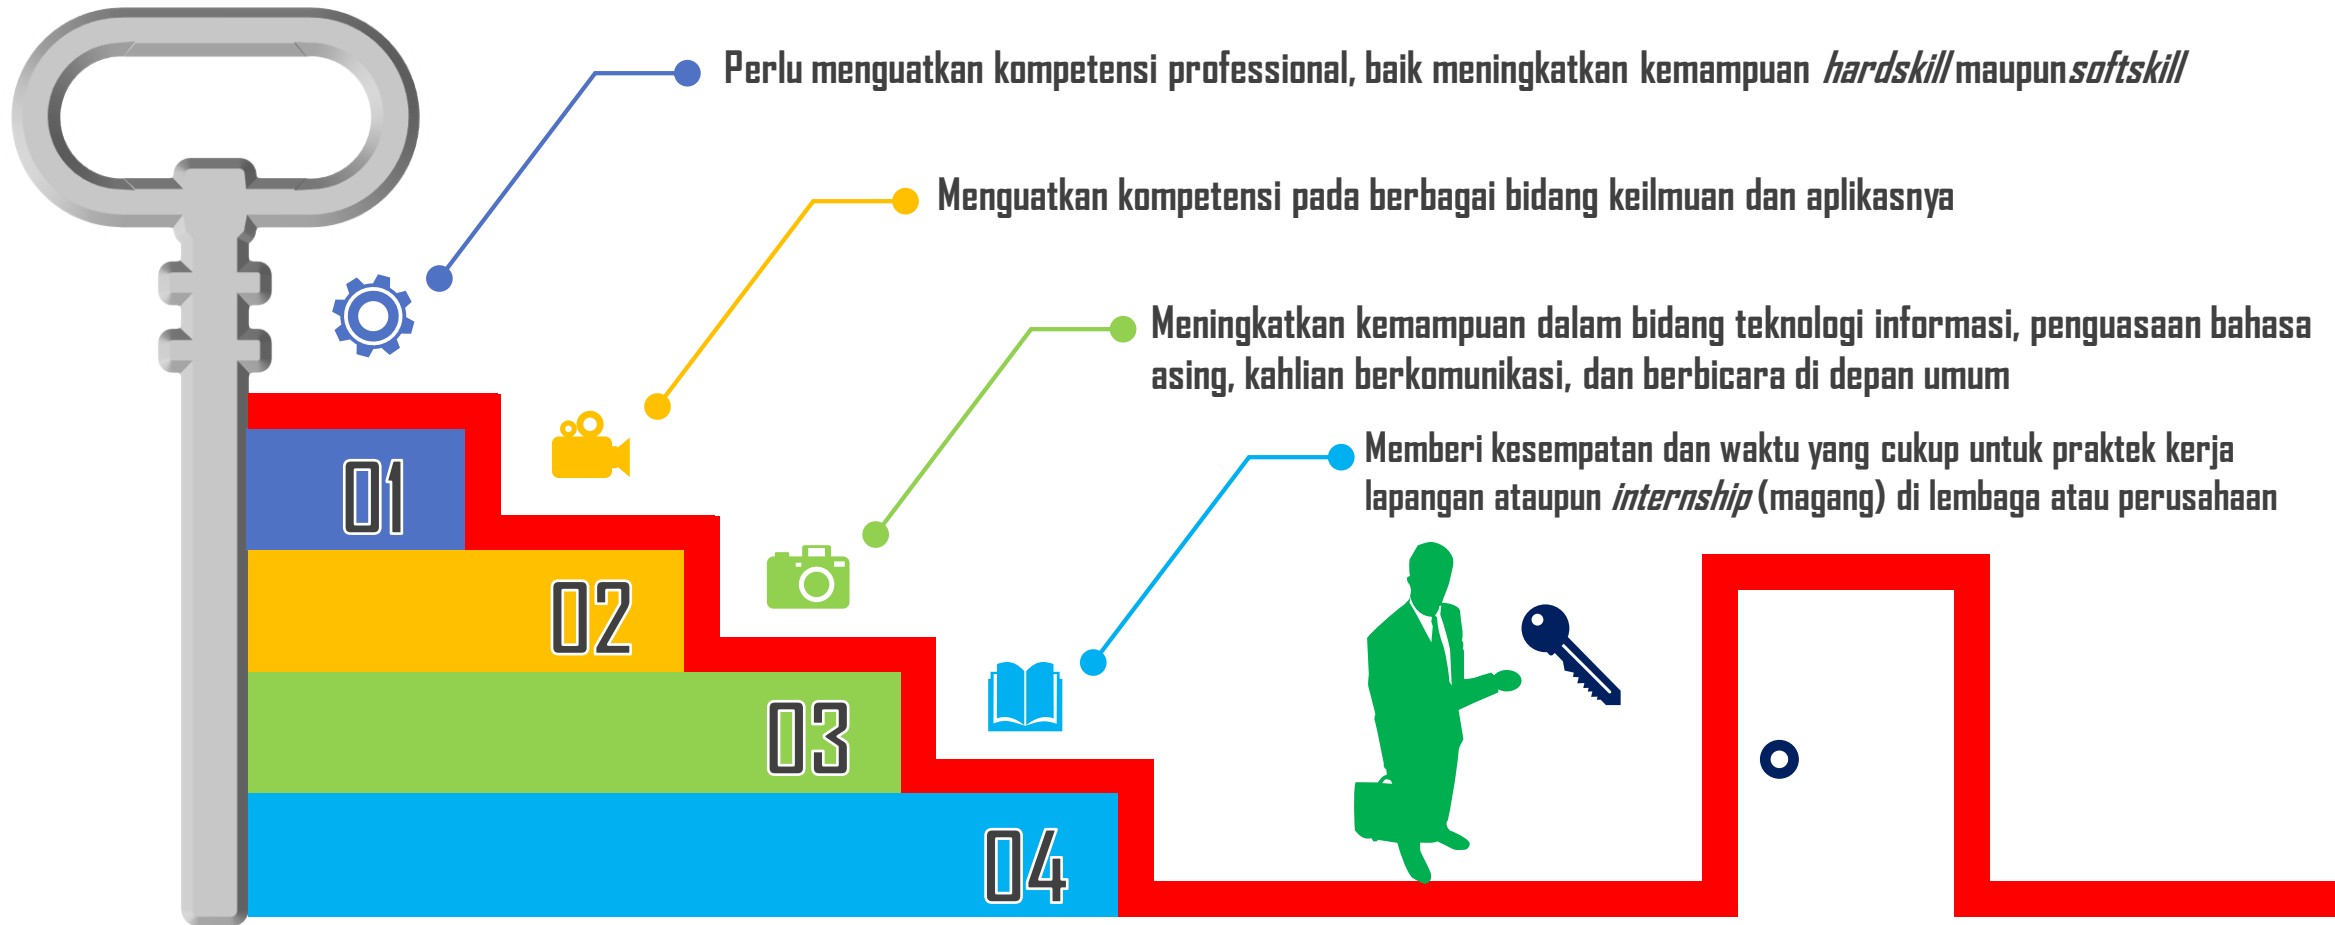 Perlu menguatkan kompetensi professional, baik meningkatkan kemampuan hardskill maupun softskill
Menguatkan kompetensi pada berbagai bidang keilmuan dan aplikasnya
Meningkatkan kemampuan dalam bidang teknologi informasi, penguasaan bahasa
asing, kahlian berkomunikasi, dan berbicara di depan umum
Memberi kesempatan dan waktu yang cukup untuk praktek kerja
lapangan ataupun internship (magang) di lembaga atau perusahaan
01
02
03
04